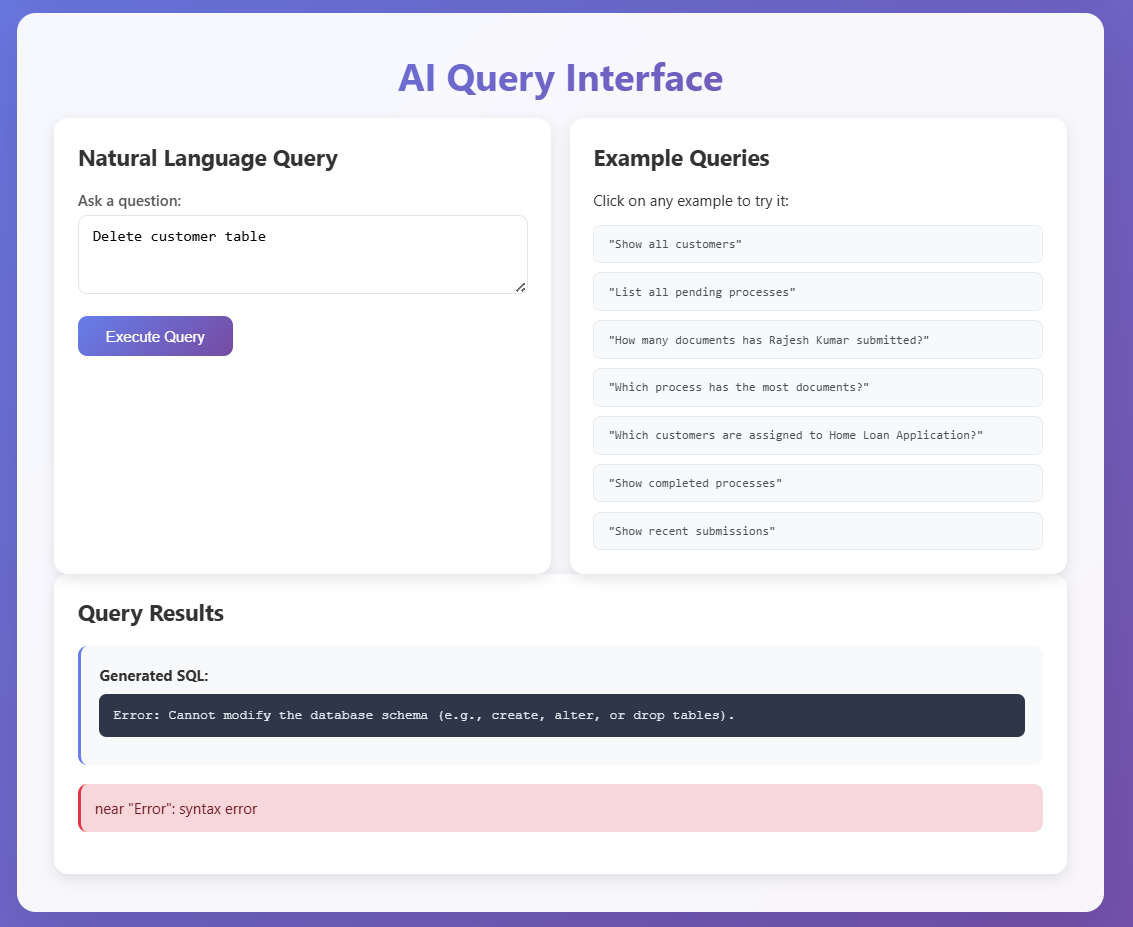 AI Query Interface
Natural Language Query
Ask a question:
Delete customer table
Execute Query
Example Queries
Click on any example to try it:
"Show all customers"
"List all pending processes"
"How many documents has Rajesh Kumar submitted?"
"Which process has the most documents?"
"Which customers are assigned to Home Loan Application?"
"Show completed processes"
"Show recent submissions"
Query Results
Generated SQL:
Error: Cannot modify the database schema (e.g., create, alter, or drop tables).
near "Error": syntax error